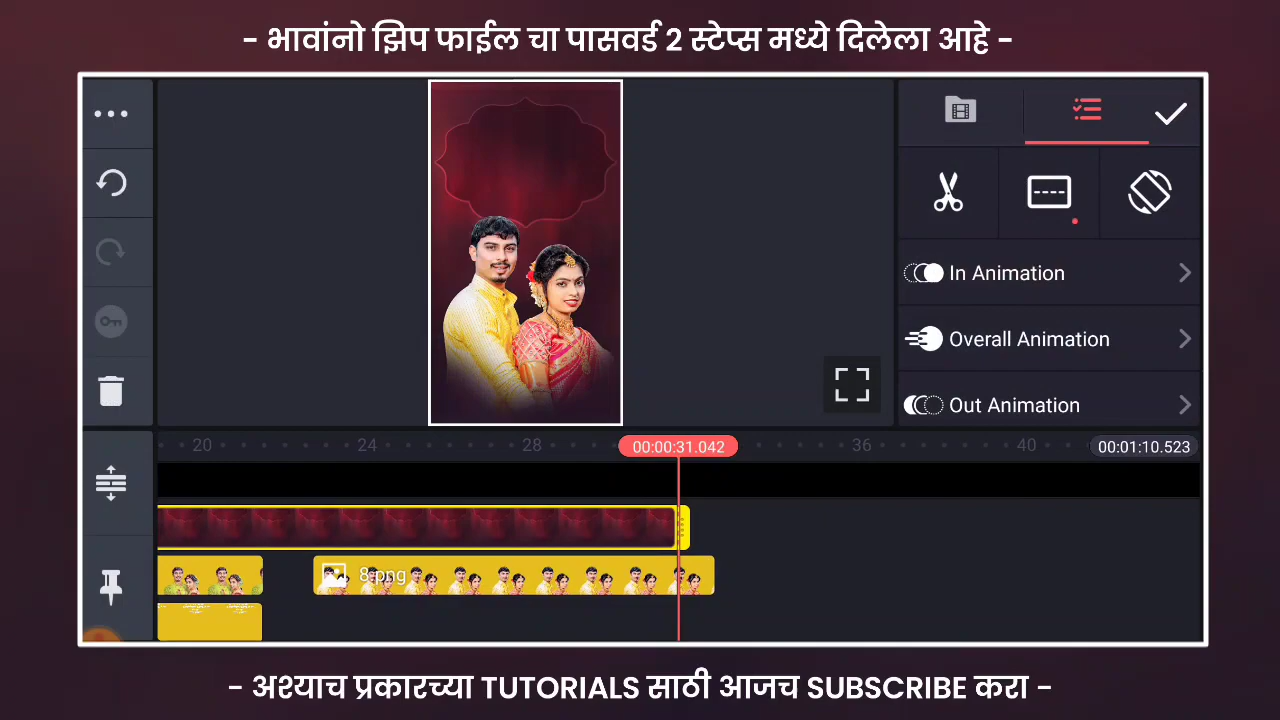 - भावांनो झिप फाईल चा पासवर्ड 2 स्टेप्स मध्ये दिलेला आहे -
In Animation
Overall Animation
Out Animation
20 24 28 00:00:31.042 36 40 00:01:10.523
8.png
- अश्याच प्रकारच्या TUTORIALS साठी आजच SUBSCRIBE करा -